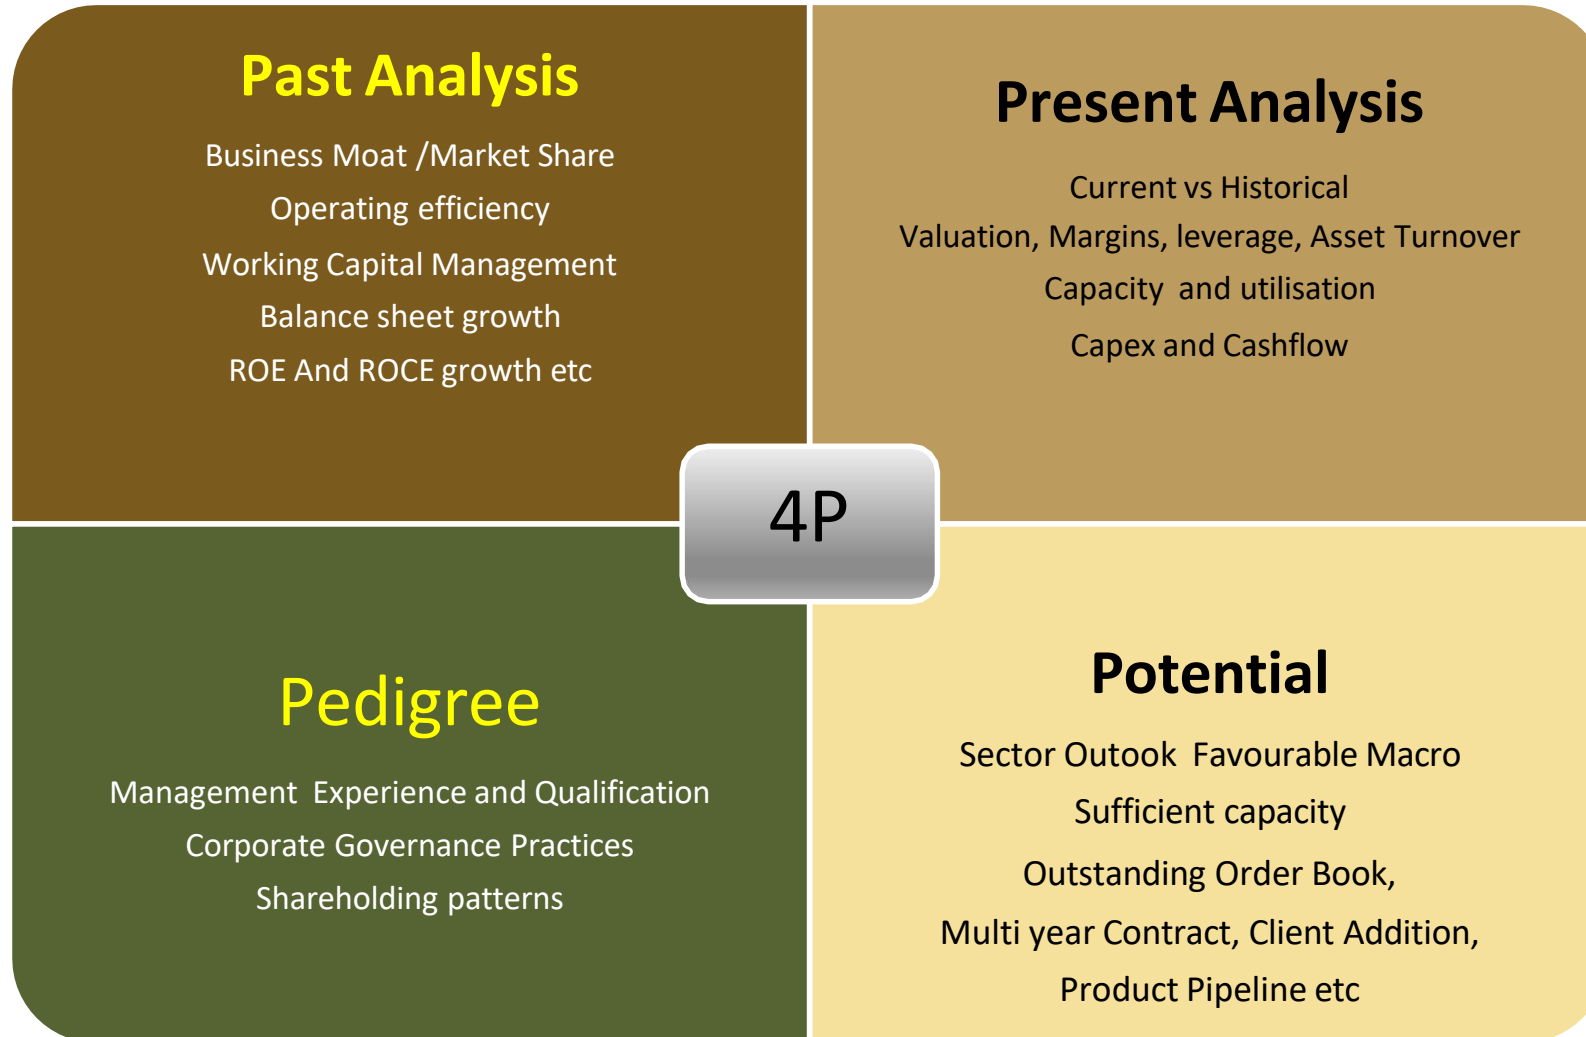 Past Analysis
Business Moat /Market Share
Operating efficiency
Working Capital Management
Balance sheet growth
ROE And ROCE growth etc
Present Analysis
Current vs Historical
Valuation, Margins, leverage, Asset Turnover
Capacity and utilisation
Capex and Cashflow
4P
Pedigree
Management Experience and Qualification
Corporate Governance Practices
Shareholding patterns
Potential
Sector Outook Favourable Macro
Sufficient capacity
Outstanding Order Book,
Multi year Contract, Client Addition,
Product Pipeline etc